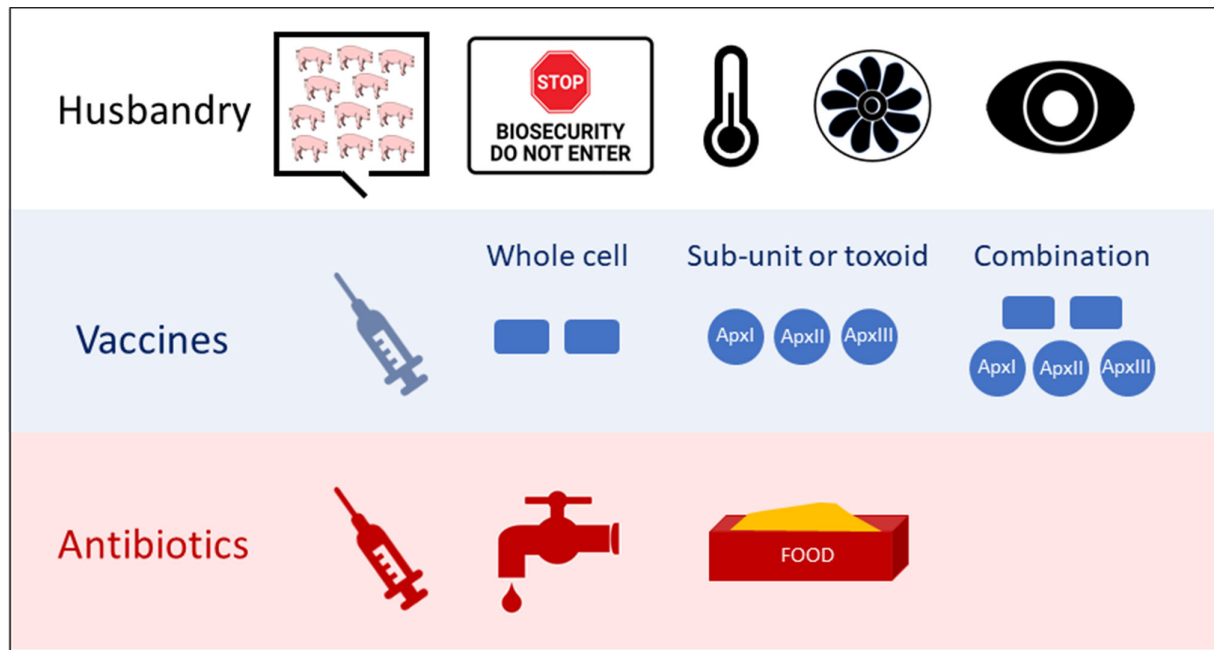 Husbandry
STOP
BIOSECURITY
DO NOT ENTER
Vaccines
Whole cell
Sub-unit or toxoid
Combination
ApxI
ApxII
ApxIII
ApxI
ApxII
ApxIII
Antibiotics
FOOD